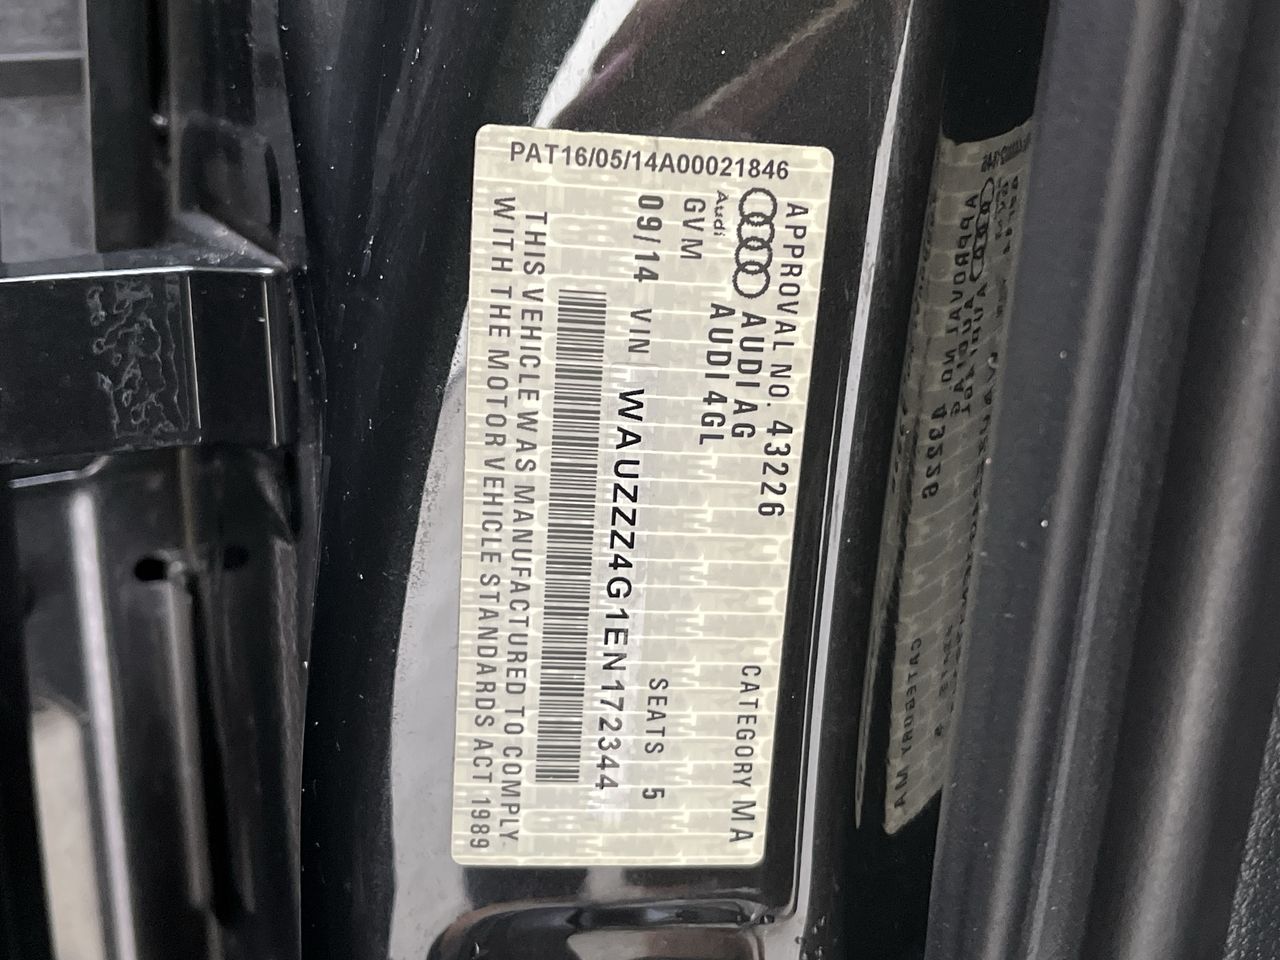 PAT16/05/14A00021846
APPROVAL NO. 43226 CATEGORY MA
Audi AUDI AG
GVM AUDI 4GL
09/14 VIN WAUZZZ4G1EN172344 SEATS 5
THIS VEHICLE WAS MANUFACTURED TO COMPLY
WITH THE MOTOR VEHICLE STANDARDS ACT 1989